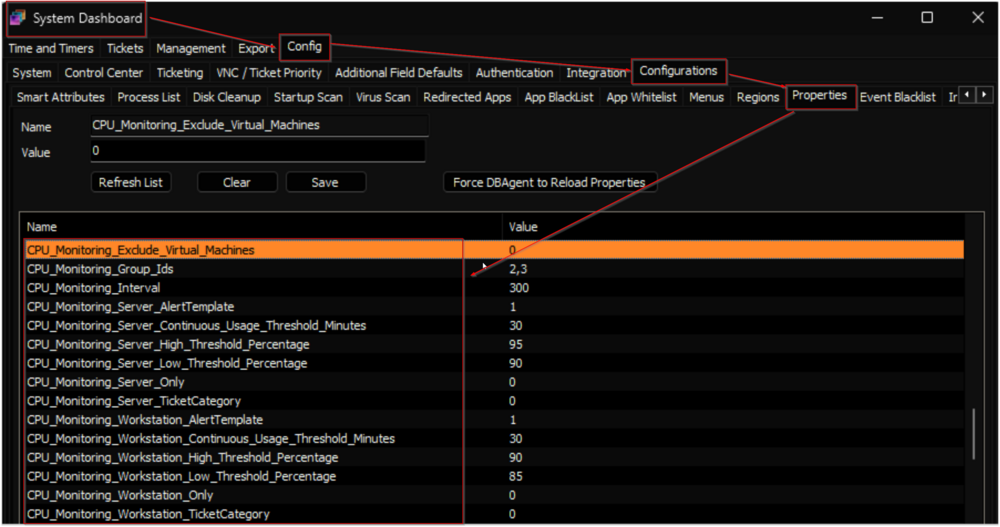 System Dashboard
Time and Timers Tickets Management Export Config
System Control Center Ticketing VNC / Ticket Priority Additional Field Defaults Authentication Integration Configurations
Smart Attributes Process List Disk Cleanup Startup Scan Virus Scan Redirected Apps App BlackList App Whitelist Menus Regions Properties Event Blacklist
Name CPU_Monitoring_Exclude_Virtual_Machines
Value 0
Refresh List Clear Save Force DBAgent to Reload Properties
Name Value
CPU_Monitoring_Exclude_Virtual_Machines 0
CPU_Monitoring_Group_Ids 2,3
CPU_Monitoring_Interval 300
CPU_Monitoring_Server_AlertTemplate 1
CPU_Monitoring_Server_Continuous_Usage_Threshold_Minutes 30
CPU_Monitoring_Server_High_Threshold_Percentage 95
CPU_Monitoring_Server_Low_Threshold_Percentage 90
CPU_Monitoring_Server_Only 0
CPU_Monitoring_Server_TicketCategory 0
CPU_Monitoring_Workstation_AlertTemplate 1
CPU_Monitoring_Workstation_Continuous_Usage_Threshold_Minutes 30
CPU_Monitoring_Workstation_High_Threshold_Percentage 90
CPU_Monitoring_Workstation_Low_Threshold_Percentage 85
CPU_Monitoring_Workstation_Only 0
CPU_Monitoring_Workstation_TicketCategory 0